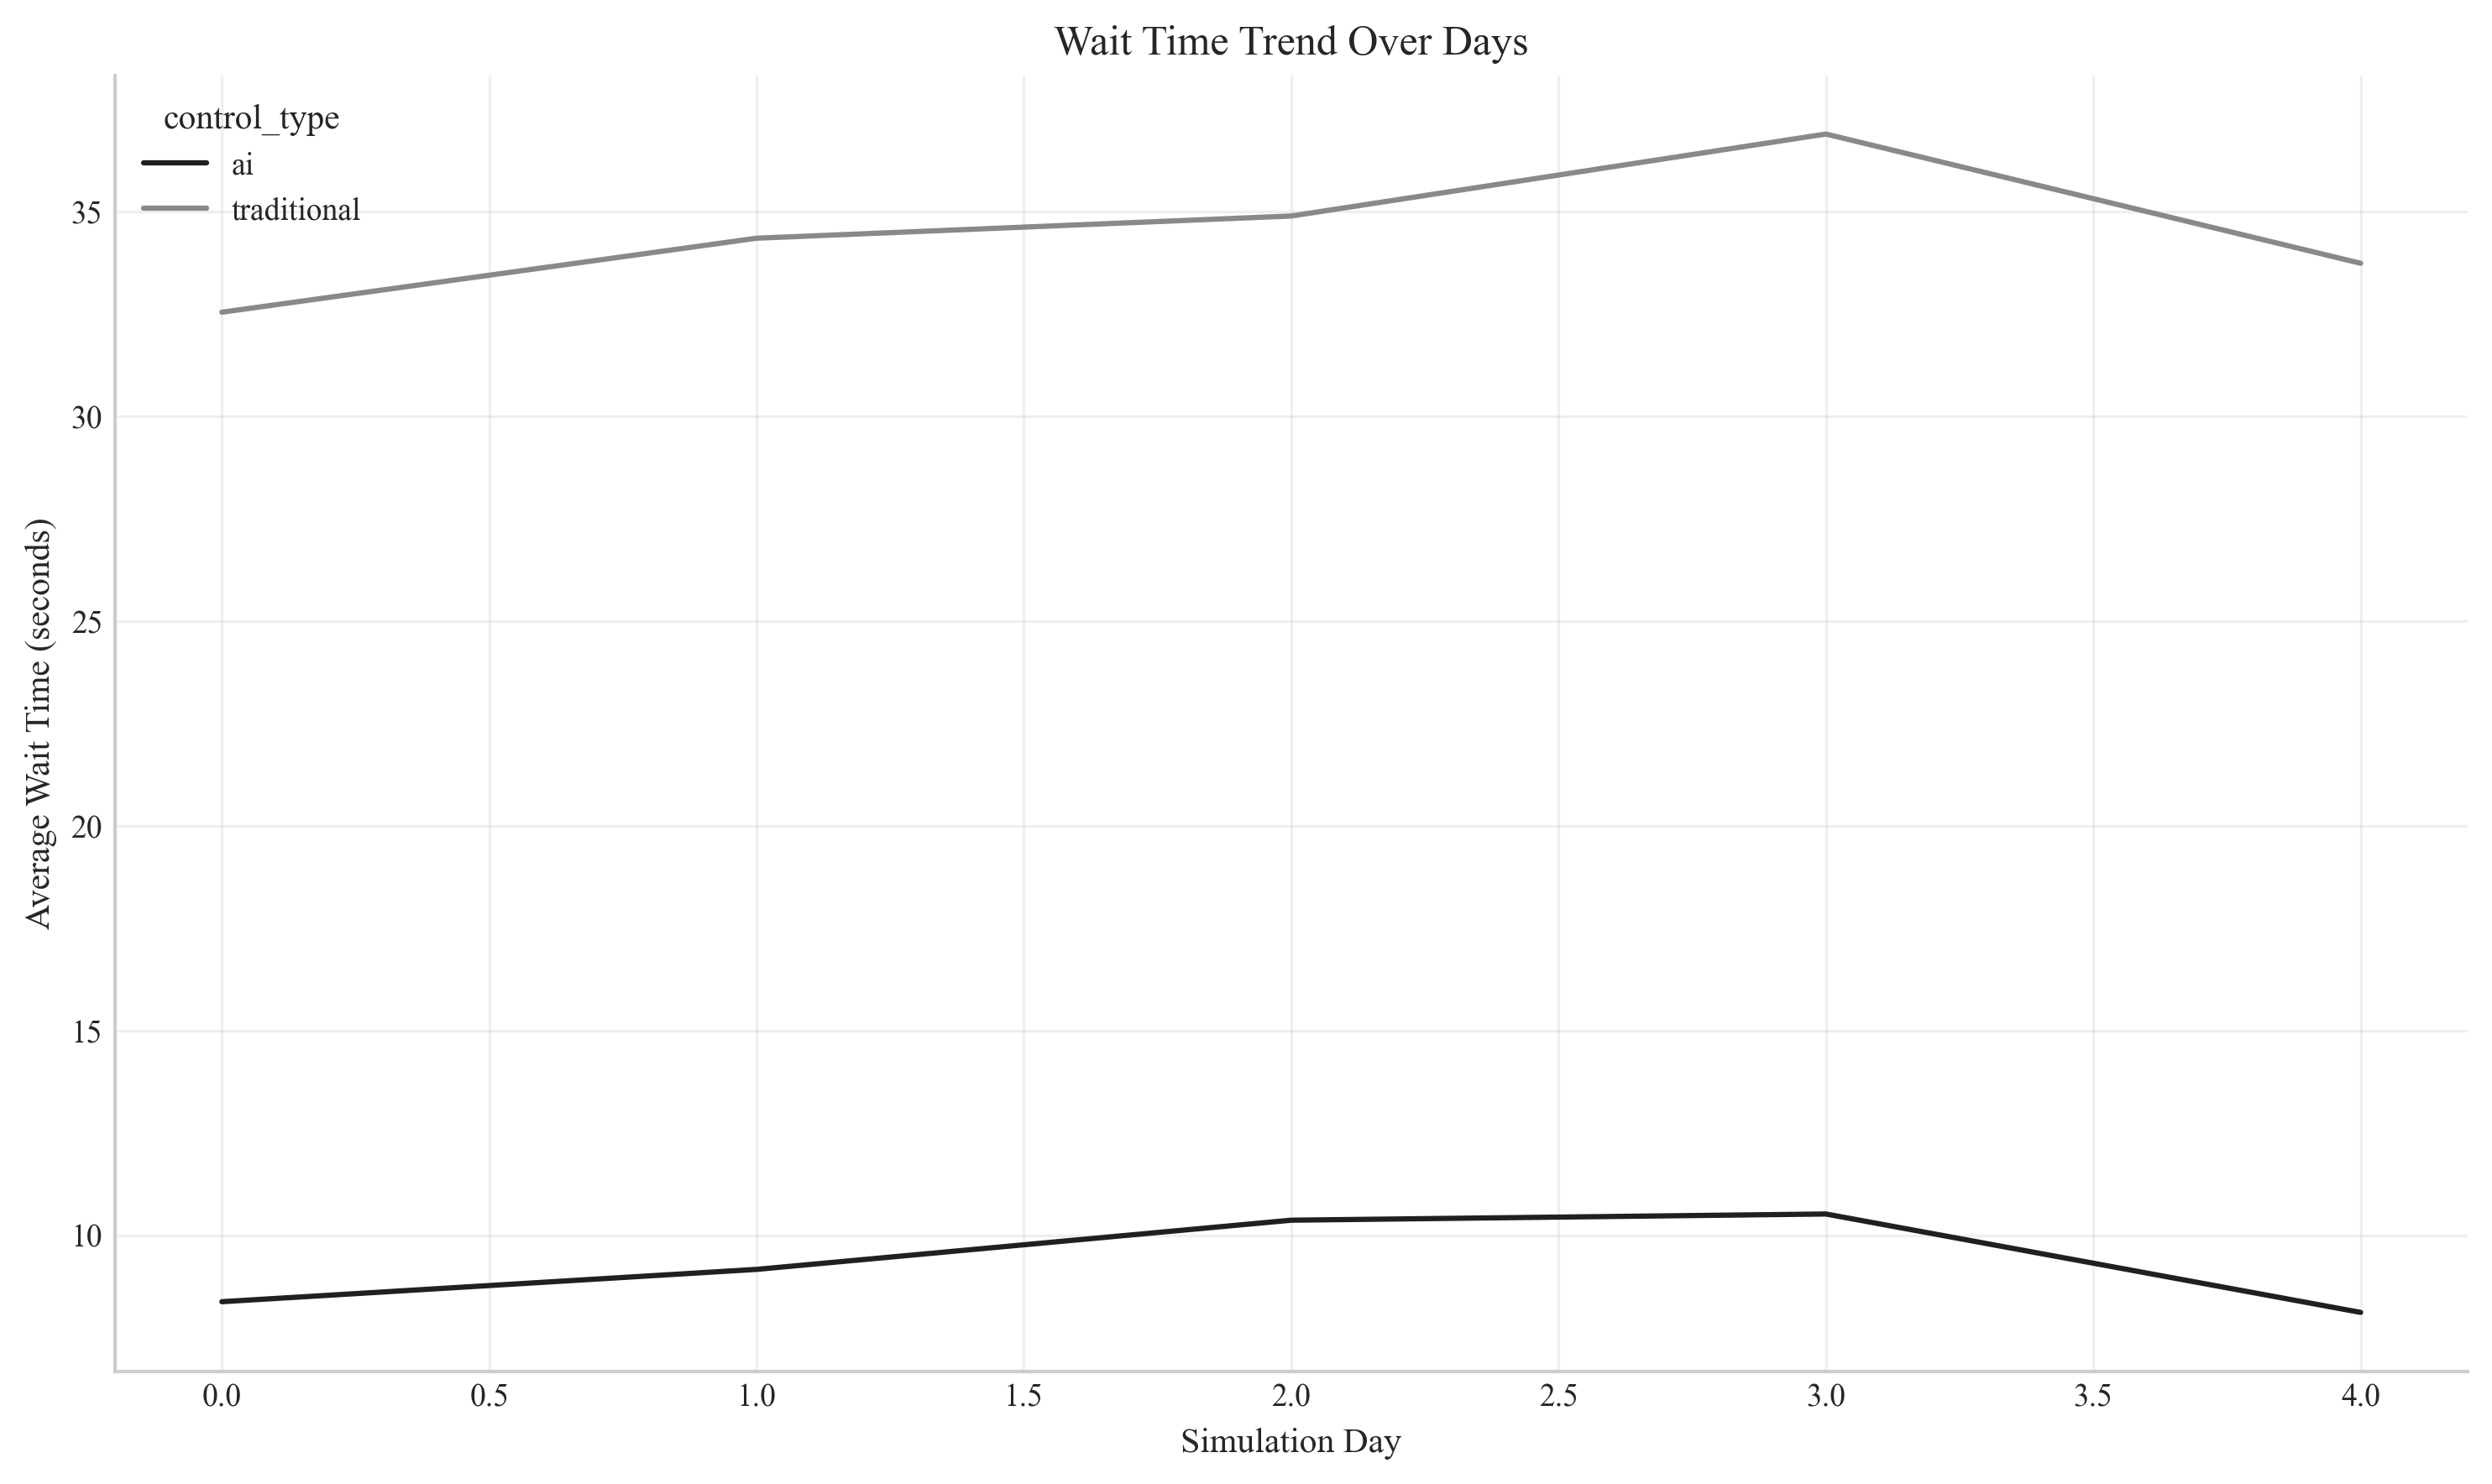 Wait Time Trend Over Days
control_type
ai
traditional
Average Wait Time (seconds)
35
30
25
20
15
10
0.0 0.5 1.0 1.5 2.0 2.5 3.0 3.5 4.0
Simulation Day